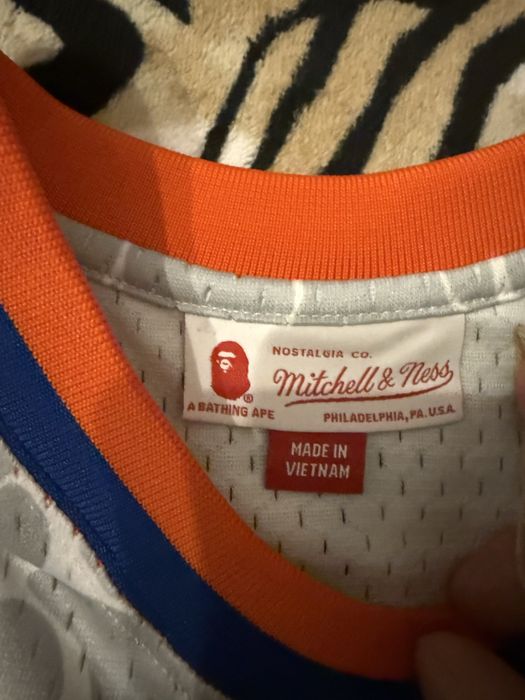 NOSTALGIA CO.
Mitchell & Ness
®
A BATHING APE
PHILADELPHIA, PA. U.S.A.
MADE IN
VIETNAM